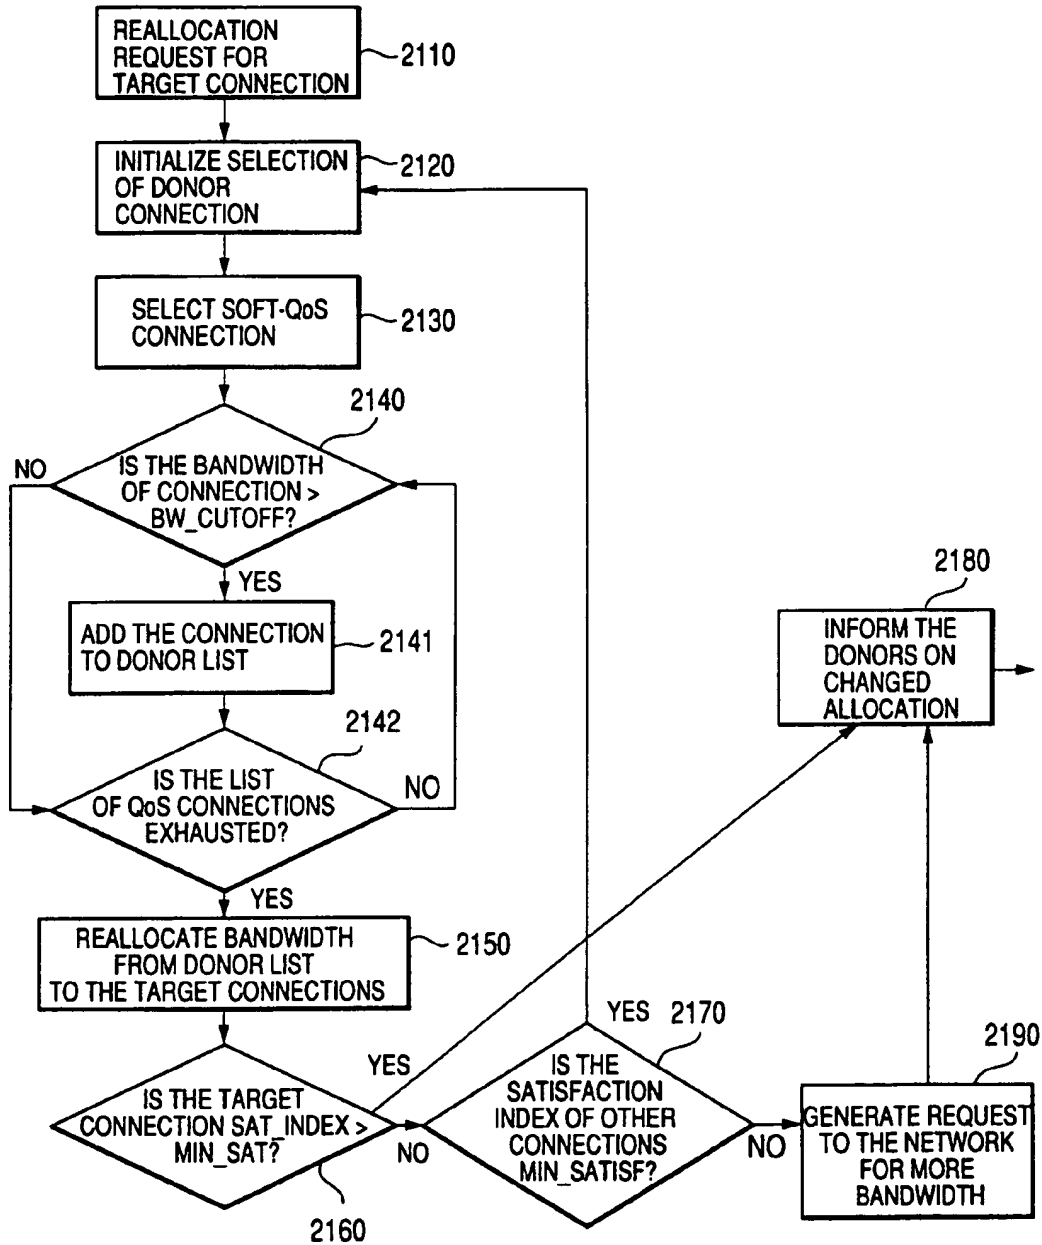 REALLOCATION
REQUEST FOR
TARGET CONNECTION
2110
INITIALIZE SELECTION
OF DONOR
CONNECTION
2120
SELECT SOFT-QoS
CONNECTION
2130
2140
IS THE BANDWIDTH
OF CONNECTION >
BW_CUTOFF?
NO
YES
ADD THE CONNECTION
TO DONOR LIST
2141
2142
IS THE LIST
OF QoS CONNECTIONS
EXHAUSTED?
NO
YES
REALLOCATE BANDWIDTH
FROM DONOR LIST
TO THE TARGET CONNECTIONS
2150
IS THE TARGET
CONNECTION SAT_INDEX >
MIN_SAT?
YES
NO
2160
YES
2170
IS THE
SATISFACTION
INDEX OF OTHER
CONNECTIONS
MIN_SATISF?
NO
2180
INFORM THE
DONORS ON
CHANGED
ALLOCATION
2190
GENERATE REQUEST
TO THE NETWORK
FOR MORE
BANDWIDTH